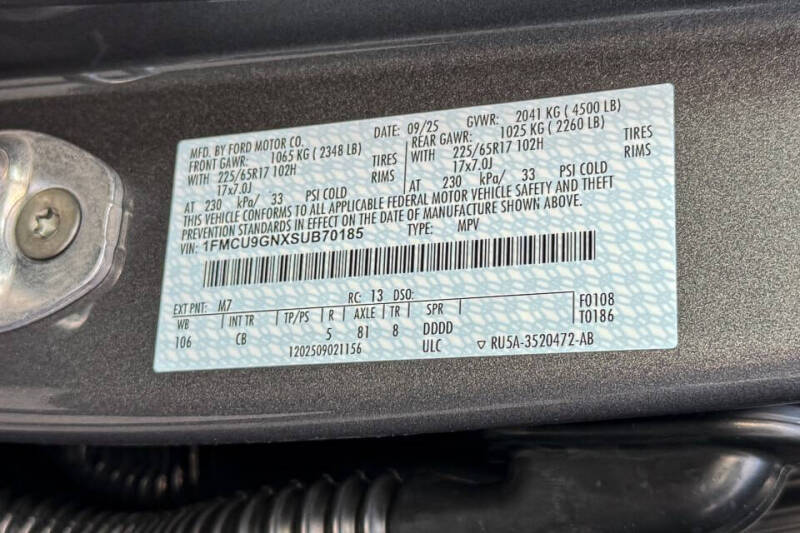 MFD. BY FORD MOTOR CO. DATE: 09/25 GVWR: 2041 KG ( 4500 LB)
FRONT GAWR: 1065 KG ( 2348 LB) REAR GAWR: 1025 KG ( 2260 LB)
WITH 225/65R17 102H TIRES WITH 225/65R17 102H TIRES
17x7.0J RIMS 17x7.0J RIMS
AT 230 kPa/ 33 PSI COLD AT 230 kPa/ 33 PSI COLD
THIS VEHICLE CONFORMS TO ALL APPLICABLE FEDERAL MOTOR VEHICLE SAFETY AND THEFT
PREVENTION STANDARDS IN EFFECT ON THE DATE OF MANUFACTURE SHOWN ABOVE.
VIN: 1FMCU9GNXSUB70185 TYPE: MPV
EXT PNT: M7 RC: 13 DSO: F0108
WB INT TR TP/PS R AXLE TR SPR T0186
106 CB 5 81 8 DDDD
1202509021156 ULC ▽ RU5A-3520472-AB